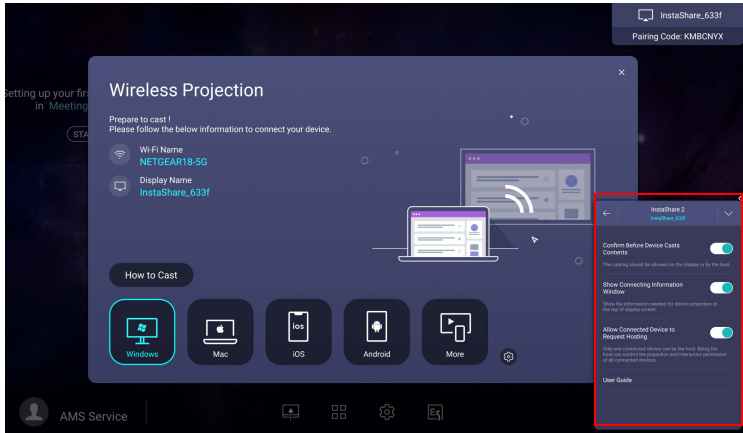 InstaShare_633f
Pairing Code: KMBCNYX
Setting up your fir
in Meeting
STA
Wireless Projection
Prepare to cast !
Please follow the below information to connect your device.
Wi-Fi Name
NETGEAR18-5G
Display Name
InstaShare_633f
How to Cast
Windows
Mac
ios
iOS
Android
More
InstaShare 2
InstaShare_633f
Confirm Before Device Casts
Contents
The casting should be allowed on the display or by the host.
Show Connecting Information
Window
Show the information needed for device projection at
the top of display screen.
Allow Connected Device to
Request Hosting
Only one connected device can be the host. Being the
host can control the projection and interactive permission
of all connected devices.
User Guide
AMS Service